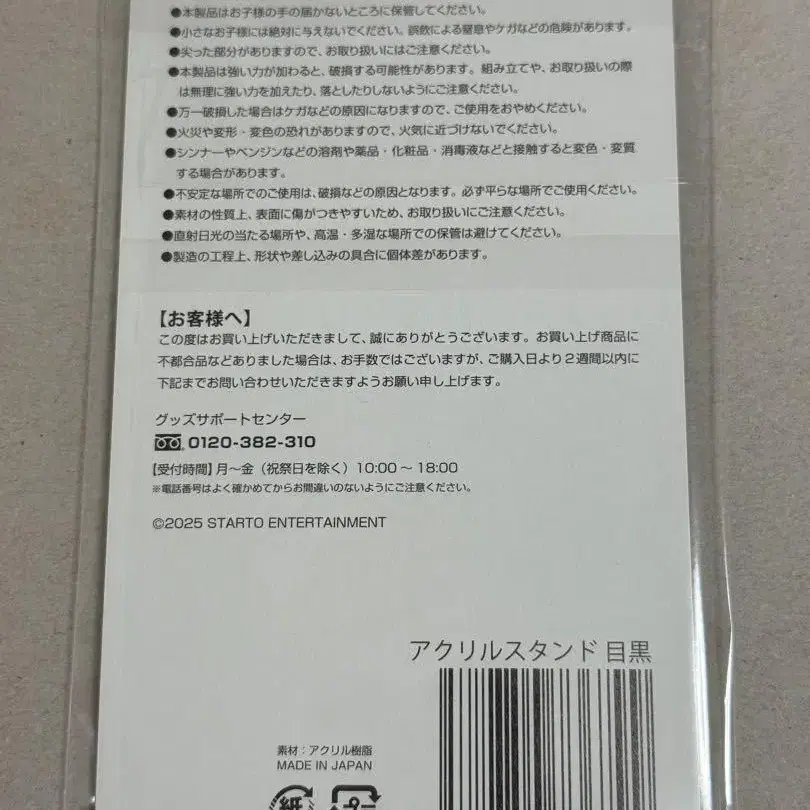 ●本製品はお子様の手の届かないところに保管してください。
●小さなお子様には絶対に与えないでください。誤飲による窒息やケガなどの危険があります。
●尖った部分がありますので、お取り扱いにはご注意ください。
●本製品は強い力が加わると、破損する可能性があります。組み立てや、お取り扱いの際
は無理に強い力を加えたり、落としたりしないようにご注意ください。
●万一破損した場合はケガなどの原因になりますので、ご使用をおやめください。
●火災や変形・変色の恐れがありますので、火気に近づけないでください。
●シンナーやベンジンなどの溶剤や薬品・化粧品・消毒液などと接触すると変色・変質
する場合があります。
●不安定な場所でのご使用は、破損などの原因となります。必ず平らな場所でご使用ください。
●素材の性質上、表面に傷がつきやすいため、お取り扱いにご注意ください。
●直射日光の当たる場所や、高温・多湿な場所での保管は避けてください。
●製造の工程上、形状や差し込みの具合に個体差があります。
【お客様へ】
この度はお買い上げいただきまして、誠にありがとうございます。お買い上げ商品に
不都合品などありました場合は、お手数ではございますが、ご購入日より2週間以内に
下記までお問い合わせいただきますようお願い申し上げます。
グッズサポートセンター
0120-382-310
【受付時間】月〜金（祝祭日を除く）10:00 〜 18:00
※電話番号はよく確かめてからお間違いのないようにご注意ください。
©2025 STARTO ENTERTAINMENT
アクリルスタンド 目黒
素材：アクリル樹脂
MADE IN JAPAN
紙
プラ